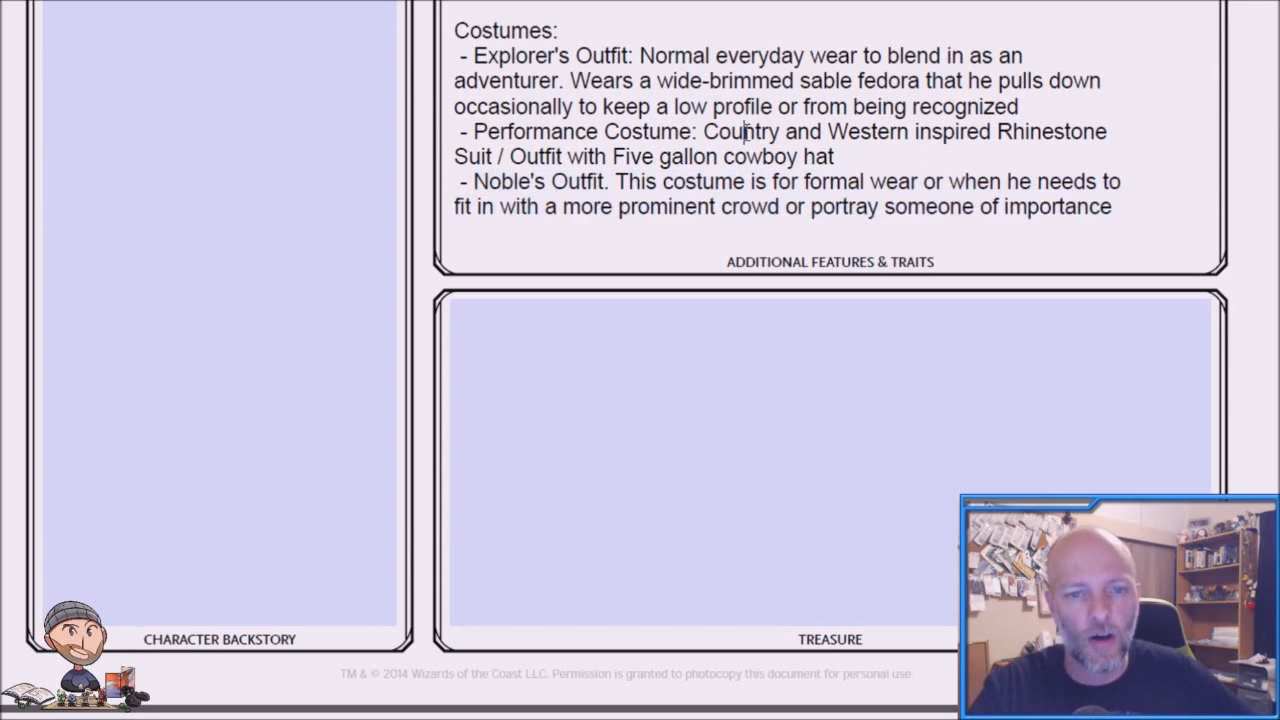 Costumes:
- Explorer's Outfit: Normal everyday wear to blend in as an
adventurer. Wears a wide-brimmed sable fedora that he pulls down
occasionally to keep a low profile or from being recognized
- Performance Costume: Country and Western inspired Rhinestone
Suit / Outfit with Five gallon cowboy hat
- Noble's Outfit. This costume is for formal wear or when he needs to
fit in with a more prominent crowd or portray someone of importance
ADDITIONAL FEATURES & TRAITS
CHARACTER BACKSTORY
TREASURE
TM & © 2014 Wizards of the Coast LLC. Permission is granted to photocopy this document for personal use.